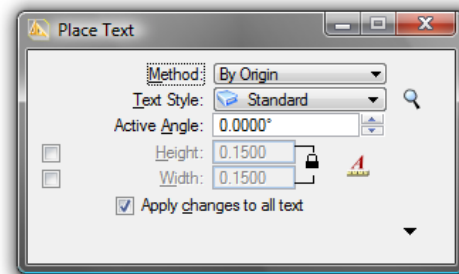 Place Text
Method: By Origin
Text Style: Standard
Active Angle: 0.0000°
Height: 0.1500
Width: 0.1500
Apply changes to all text